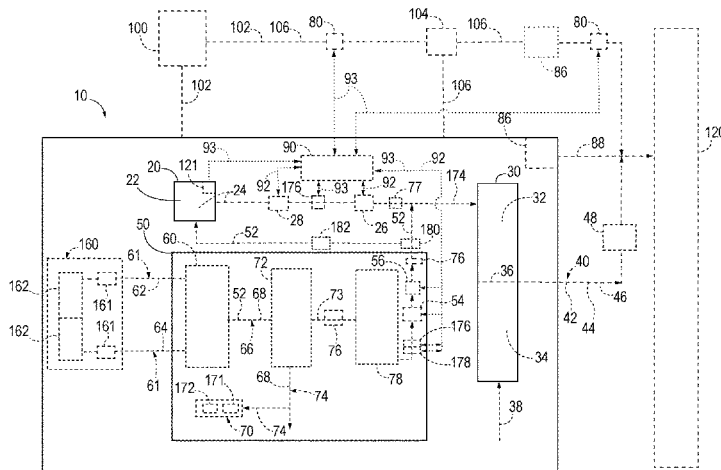 100 102 106 80 104 106 86 80
102 93 106
10 86 120
90 93 92 88
20 121 93 92 176 93 92 77 174 30
22 24 32
28 26 48
50 60 52 182 52 180
160 61 72 56 76 36 40
162 62 52 68 73 54 42 44 46
161
162 161 64 66 76 176 34
61 68 78 178
172 171 74 38
70 74